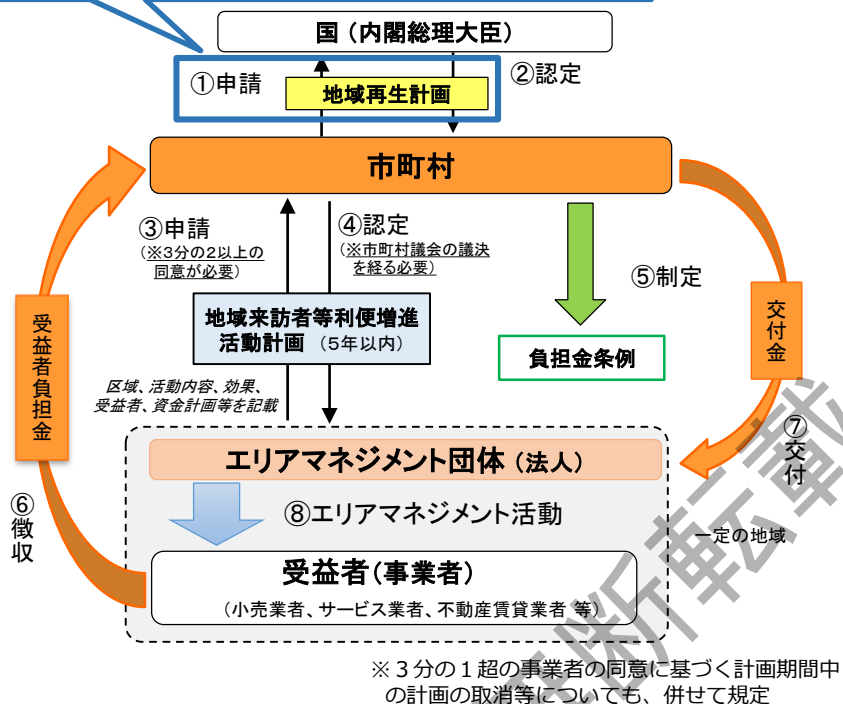 国（内閣総理大臣）
①申請
地域再生計画
②認定
市町村
③申請
（※3分の2以上の
同意が必要）
④認定
（※市町村議会の議決
を経る必要）
⑤制定
地域来訪者等利便増進
活動計画（5年以内）
負担金条例
区域、活動内容、効果、
受益者、資金計画等を記載
受益者負担金
交付金
⑥徴収
⑦交付
エリアマネジメント団体（法人）
⑧エリアマネジメント活動
一定の地域
受益者（事業者）
（小売業者、サービス業者、不動産賃貸業者 等）
※３分の１超の事業者の同意に基づく計画期間中
の計画の取消等についても、併せて規定
断転載